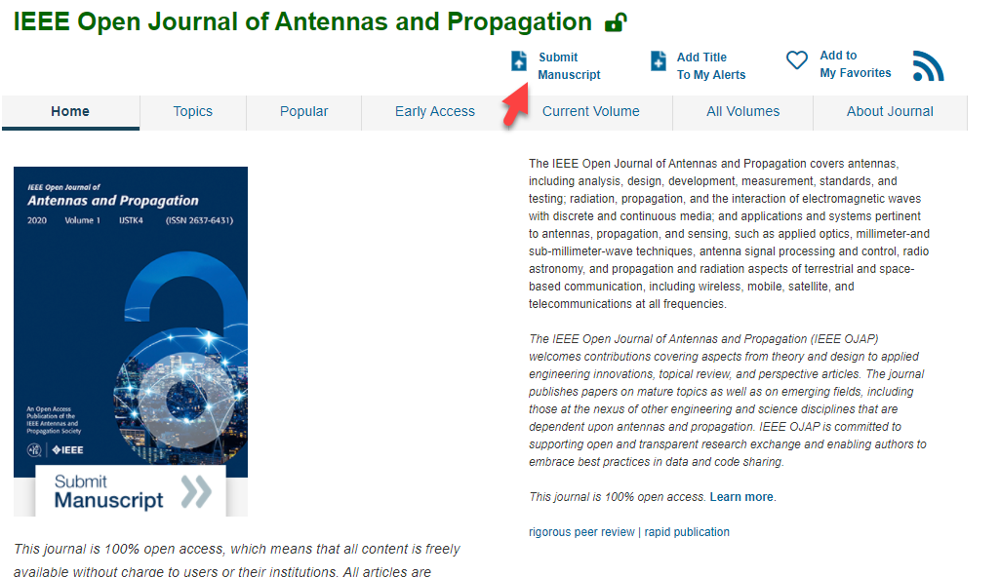 IEEE Open Journal of Antennas and Propagation
Submit
Manuscript
Add Title
To My Alerts
Add to
My Favorites
Home
Topics
Popular
Early Access
Current Volume
All Volumes
About Journal
IEEE Open Journal of
Antennas and Propagation
2020 Volume 1 IJSTK4 (ISSN 2637-6431)
An Open Access
Publication of the
IEEE Antennas and
Propagation Society
IEEE
Submit
Manuscript
This journal is 100% open access, which means that all content is freely
available without charge to users or their institutions. All articles are
The IEEE Open Journal of Antennas and Propagation covers antennas,
including analysis, design, development, measurement, standards, and
testing; radiation, propagation, and the interaction of electromagnetic waves
with discrete and continuous media; and applications and systems pertinent
to antennas, propagation, and sensing, such as applied optics, millimeter-and
sub-millimeter-wave techniques, antenna signal processing and control, radio
astronomy, and propagation and radiation aspects of terrestrial and space-
based communication, including wireless, mobile, satellite, and
telecommunications at all frequencies.
The IEEE Open Journal of Antennas and Propagation (IEEE OJAP)
welcomes contributions covering aspects from theory and design to applied
engineering innovations, topical review, and perspective articles. The journal
publishes papers on mature topics as well as on emerging fields, including
those at the nexus of other engineering and science disciplines that are
dependent upon antennas and propagation. IEEE OJAP is committed to
supporting open and transparent research exchange and enabling authors to
embrace best practices in data and code sharing.
This journal is 100% open access. Learn more.
rigorous peer review | rapid publication